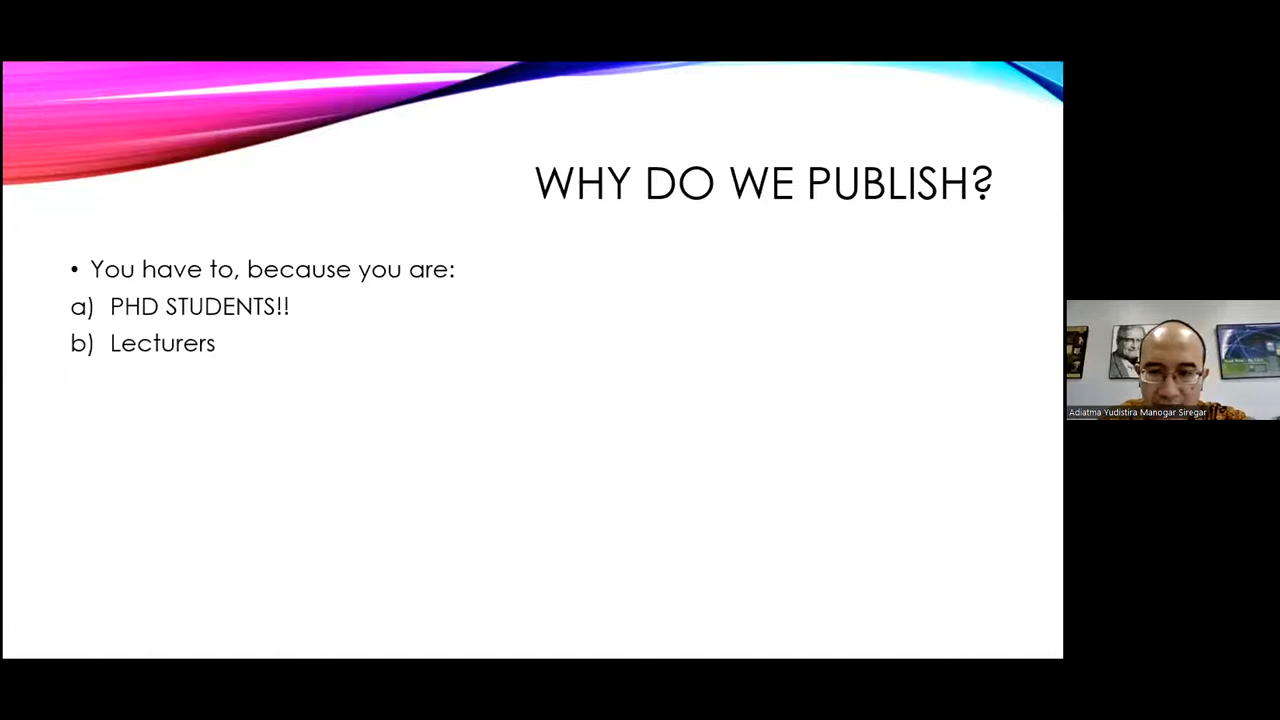 WHY DO WE PUBLISH?
• You have to, because you are:
a) PHD STUDENTS!!
b) Lecturers
Adiatma Yudistira Manogar Siregar